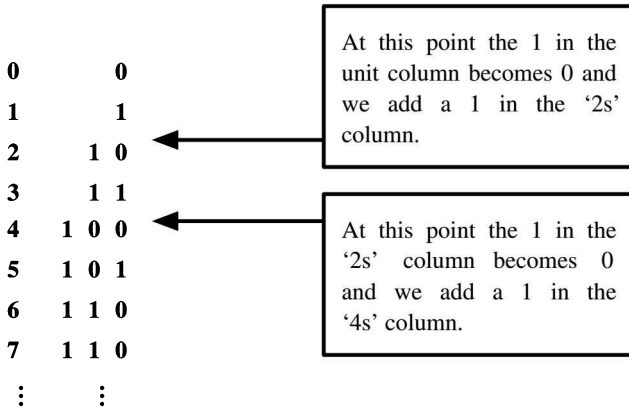 0 0
1 1
2 1 0
3 1 1
4 1 0 0
5 1 0 1
6 1 1 0
7 1 1 0
⋮ ⋮
At this point the 1 in the
unit column becomes 0 and
we add a 1 in the ‘2s’
column.
At this point the 1 in the
‘2s’ column becomes 0
and we add a 1 in the
‘4s’ column.